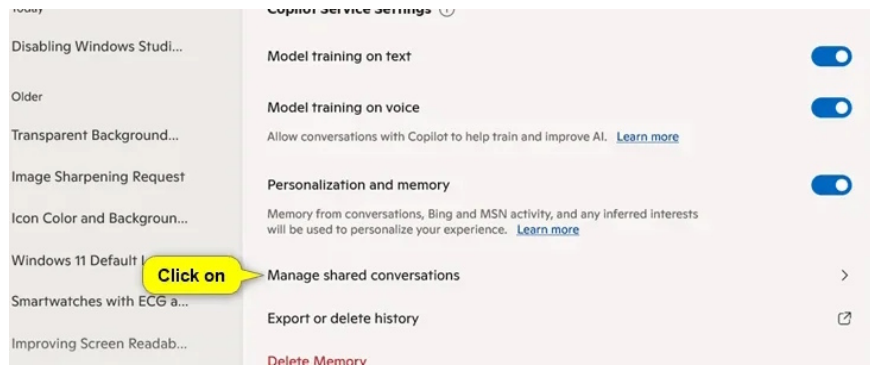 Today
Copilot Service Settings
Disabling Windows Studi...
Model training on text
Older
Model training on voice
Transparent Background...
Allow conversations with Copilot to help train and improve AI. Learn more
Image Sharpening Request
Personalization and memory
Icon Color and Backgroun...
Memory from conversations, Bing and MSN activity, and any inferred interests
will be used to personalize your experience. Learn more
Windows 11 Default
Click on
Manage shared conversations
Smartwatches with ECG a...
Export or delete history
Improving Screen Readab...
Delete Memory